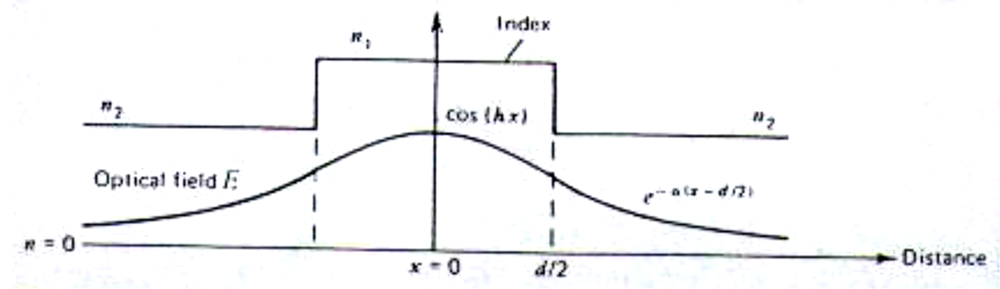 Index
n₁
n₂
cos (hx)
n₂
Optical field E
e^{-α(x - d/2)}
n = 0
Distance
x = 0
d/2